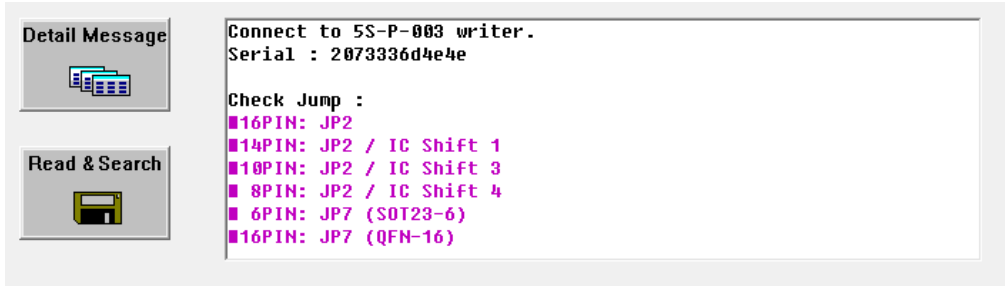 Detail Message
Read & Search
Connect to 5S-P-003 writer.
Serial : 2073336d4e4e
Check Jump :
■16PIN: JP2
■14PIN: JP2 / IC Shift 1
■10PIN: JP2 / IC Shift 3
■ 8PIN: JP2 / IC Shift 4
■ 6PIN: JP7 (SOT23-6)
■16PIN: JP7 (QFN-16)